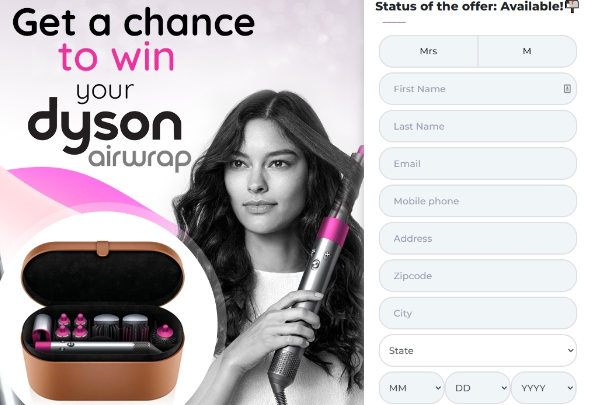 Get a chance
to win
your
dyson
airwrap
Status of the offer: Available!
Mrs
M
First Name
Last Name
Email
Mobile phone
Address
Zipcode
City
State
MM
DD
YYYY